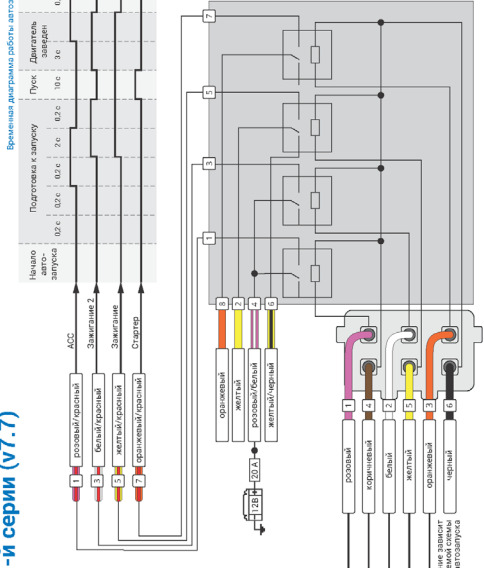 -й серии (v7.7)
Временная диаграмма работы автоз
Начало
авто-
запуска
Подготовка к запуску
Пуск
Двигатель
заведен
0,2 с
0,2 с
0,2 с
2 с
0,2 с
10 с
3 с
0,
ACC
Зажигание 2
Зажигание
Стартер
1 розовый/красный
3 белый/красный
5 желтый/красный
7 оранжевый/красный
7
5
3
1
8
2
4
6
оранжевый
желтый
розовый/белый
желтый/черный
20 А
12В
1
4
2
5
3
6
розовый
коричневый
белый
желтый
оранжевый
черный
ние зависит
емой схемы
автозапуска